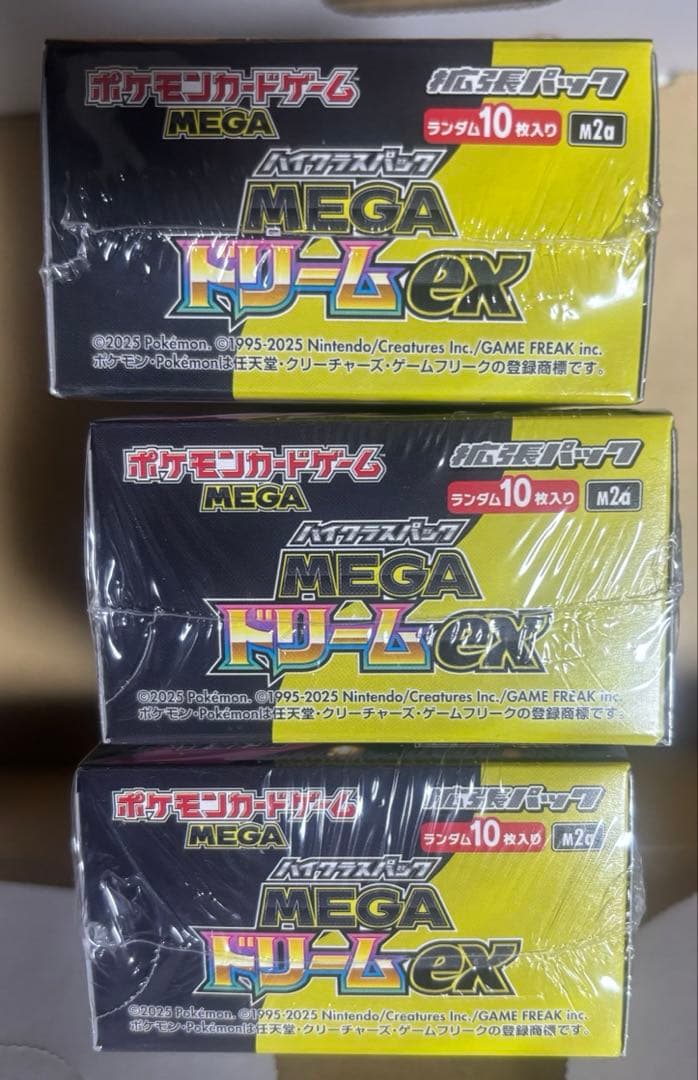 ポケモンカードゲーム
MEGA
拡張パック
ランダム10枚入り M2a
ハイクラスパック
MEGA
ドリームex
©2025 Pokémon. ©1995-2025 Nintendo/Creatures Inc./GAME FREAK inc.
ポケモン・Pokémonは任天堂・クリーチャーズ・ゲームフリークの登録商標です。
ポケモンカードゲーム
MEGA
拡張パック
ランダム10枚入り M2a
ハイクラスパック
MEGA
ドリームex
©2025 Pokémon. ©1995-2025 Nintendo/Creatures Inc./GAME FREAK inc.
ポケモン・Pokémonは任天堂・クリーチャーズ・ゲームフリークの登録商標です。
ポケモンカードゲーム
MEGA
拡張パック
ランダム10枚入り M2a
ハイクラスパック
MEGA
ドリームex
©2025 Pokémon. ©1995-2025 Nintendo/Creatures Inc./GAME FREAK inc.
ポケモン・Pokémonは任天堂・クリーチャーズ・ゲームフリークの登録商標です。